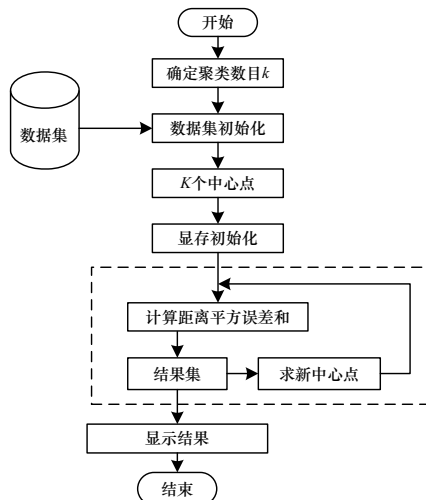 开始
确定聚类数目k
数据集
数据集初始化
K个中心点
显存初始化
计算距离平方误差和
结果集
求新中心点
显示结果
结束